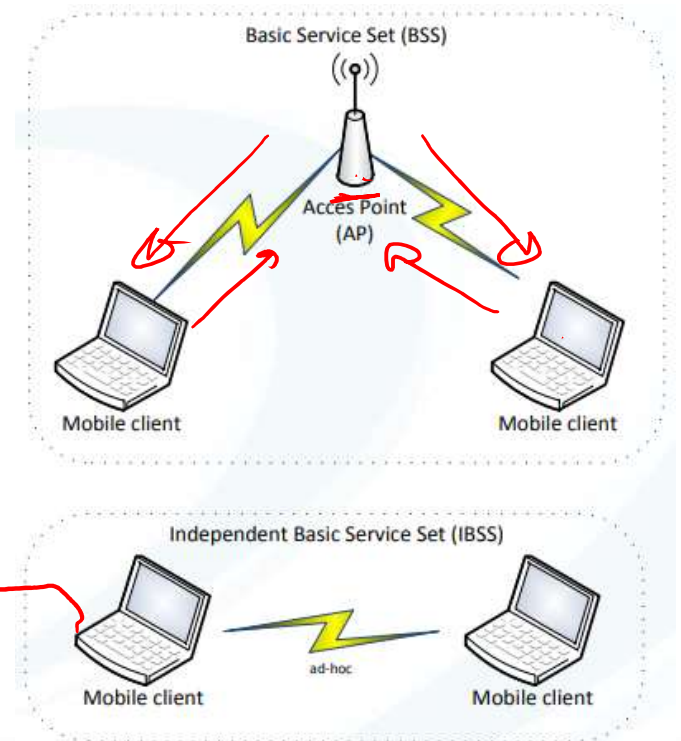 Basic Service Set (BSS)
Acces Point
(AP)
Mobile client
Mobile client
Independent Basic Service Set (IBSS)
ad-hoc
Mobile client
Mobile client